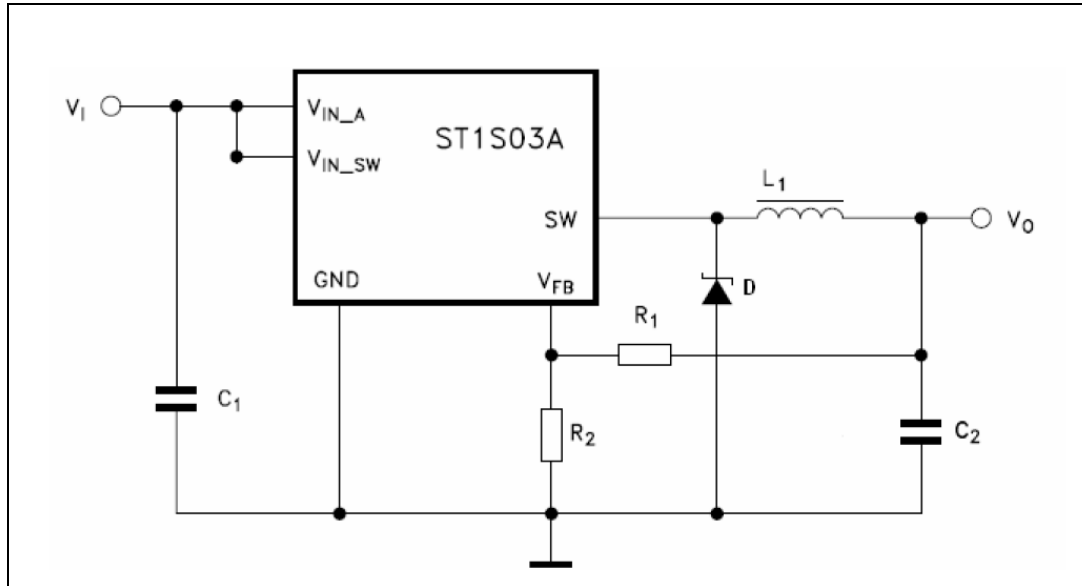 V_I
V_IN_A
V_IN_SW
ST1S03A
SW
L_1
V_O
GND
V_FB
D
R_1
C_1
R_2
C_2